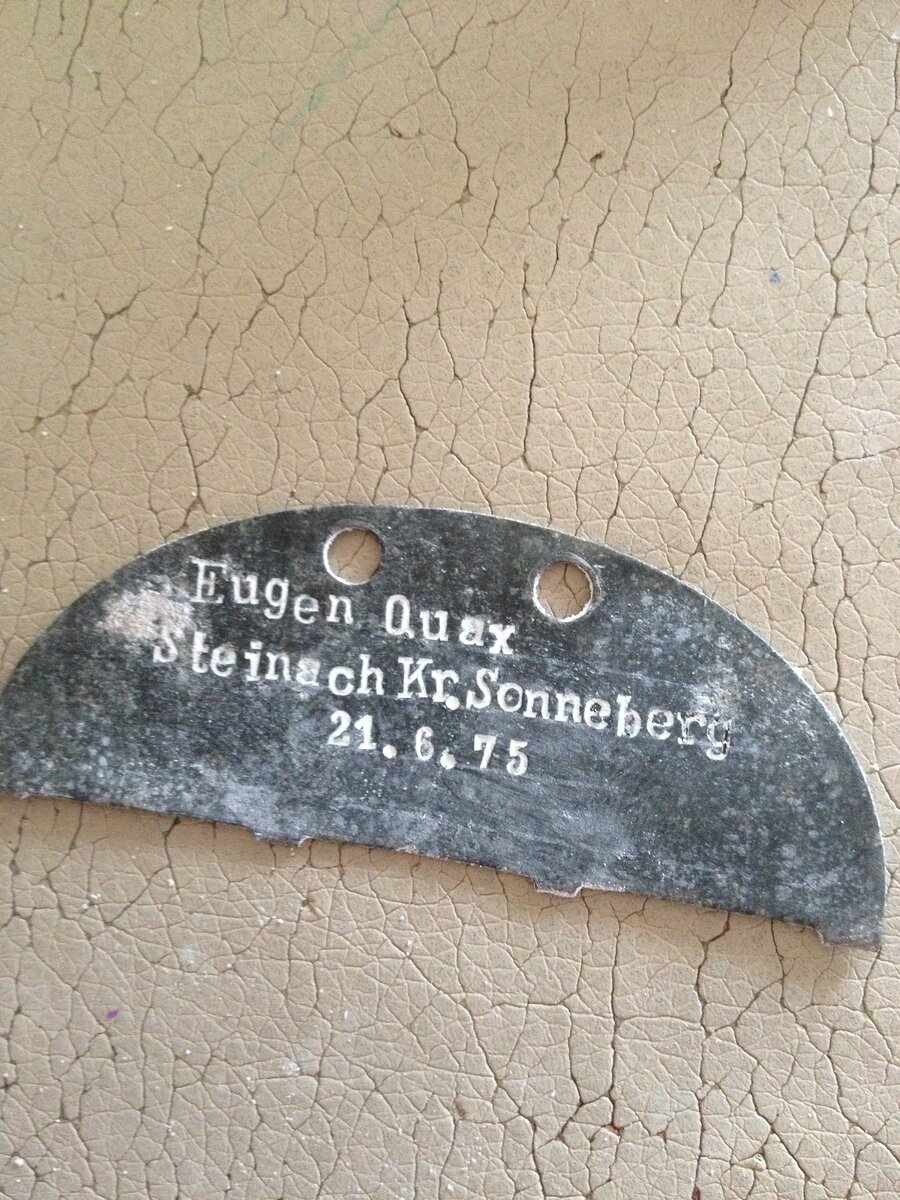 Eugen Quax
Steinach Kr. Sonneberg
21. 6. 75